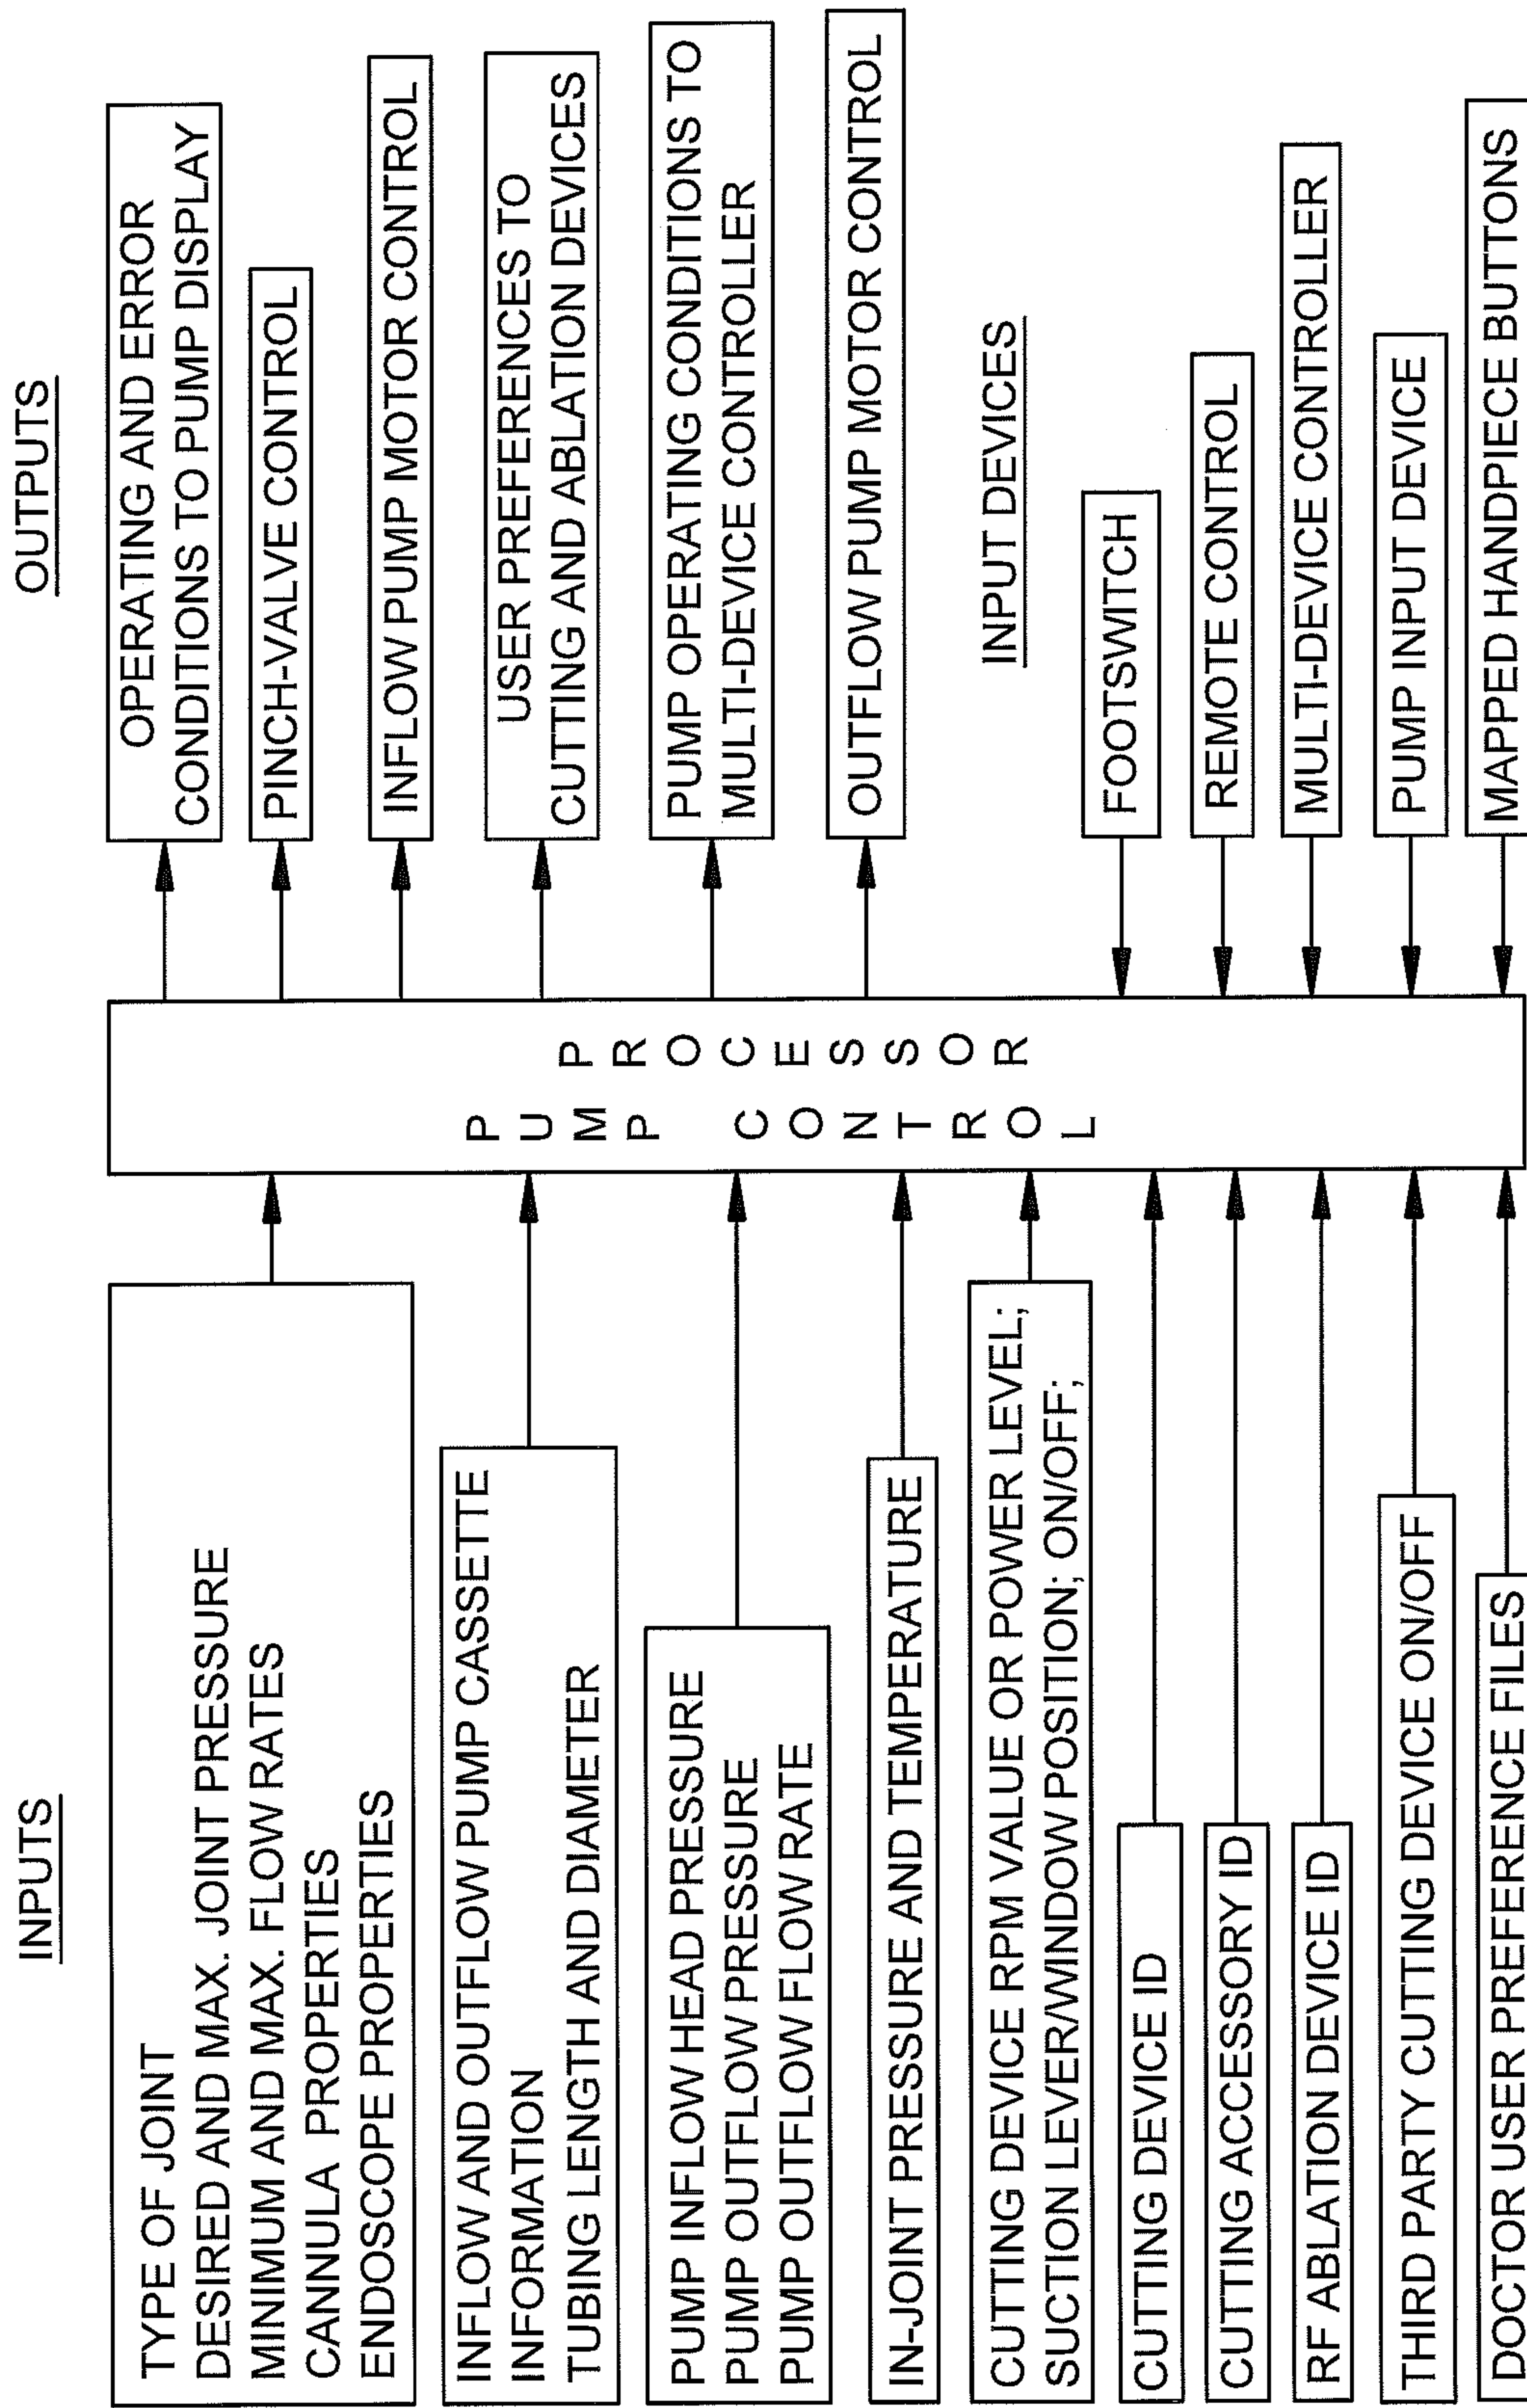 INPUTS
TYPE OF JOINT
DESIRED AND MAX. JOINT PRESSURE
MINIMUM AND MAX. FLOW RATES
CANNULA PROPERTIES
ENDOSCOPE PROPERTIES
INFLOW AND OUTFLOW PUMP CASSETTE
INFORMATION
TUBING LENGTH AND DIAMETER
PUMP INFLOW HEAD PRESSURE
PUMP OUTFLOW PRESSURE
PUMP OUTFLOW FLOW RATE
IN-JOINT PRESSURE AND TEMPERATURE
CUTTING DEVICE RPM VALUE OR POWER LEVEL;
SUCTION LEVER/WINDOW POSITION; ON/OFF;
CUTTING DEVICE ID
CUTTING ACCESSORY ID
RF ABLATION DEVICE ID
THIRD PARTY CUTTING DEVICE ON/OFF
DOCTOR USER PREFERENCE FILES
PUMP CONTROL
PROCESSOR
OUTPUTS
OPERATING AND ERROR
CONDITIONS TO PUMP DISPLAY
PINCH-VALVE CONTROL
INFLOW PUMP MOTOR CONTROL
USER PREFERENCES TO
CUTTING AND ABLATION DEVICES
PUMP OPERATING CONDITIONS TO
MULTI-DEVICE CONTROLLER
OUTFLOW PUMP MOTOR CONTROL
INPUT DEVICES
FOOTSWITCH
REMOTE CONTROL
MULTI-DEVICE CONTROLLER
PUMP INPUT DEVICE
MAPPED HANDPIECE BUTTONS